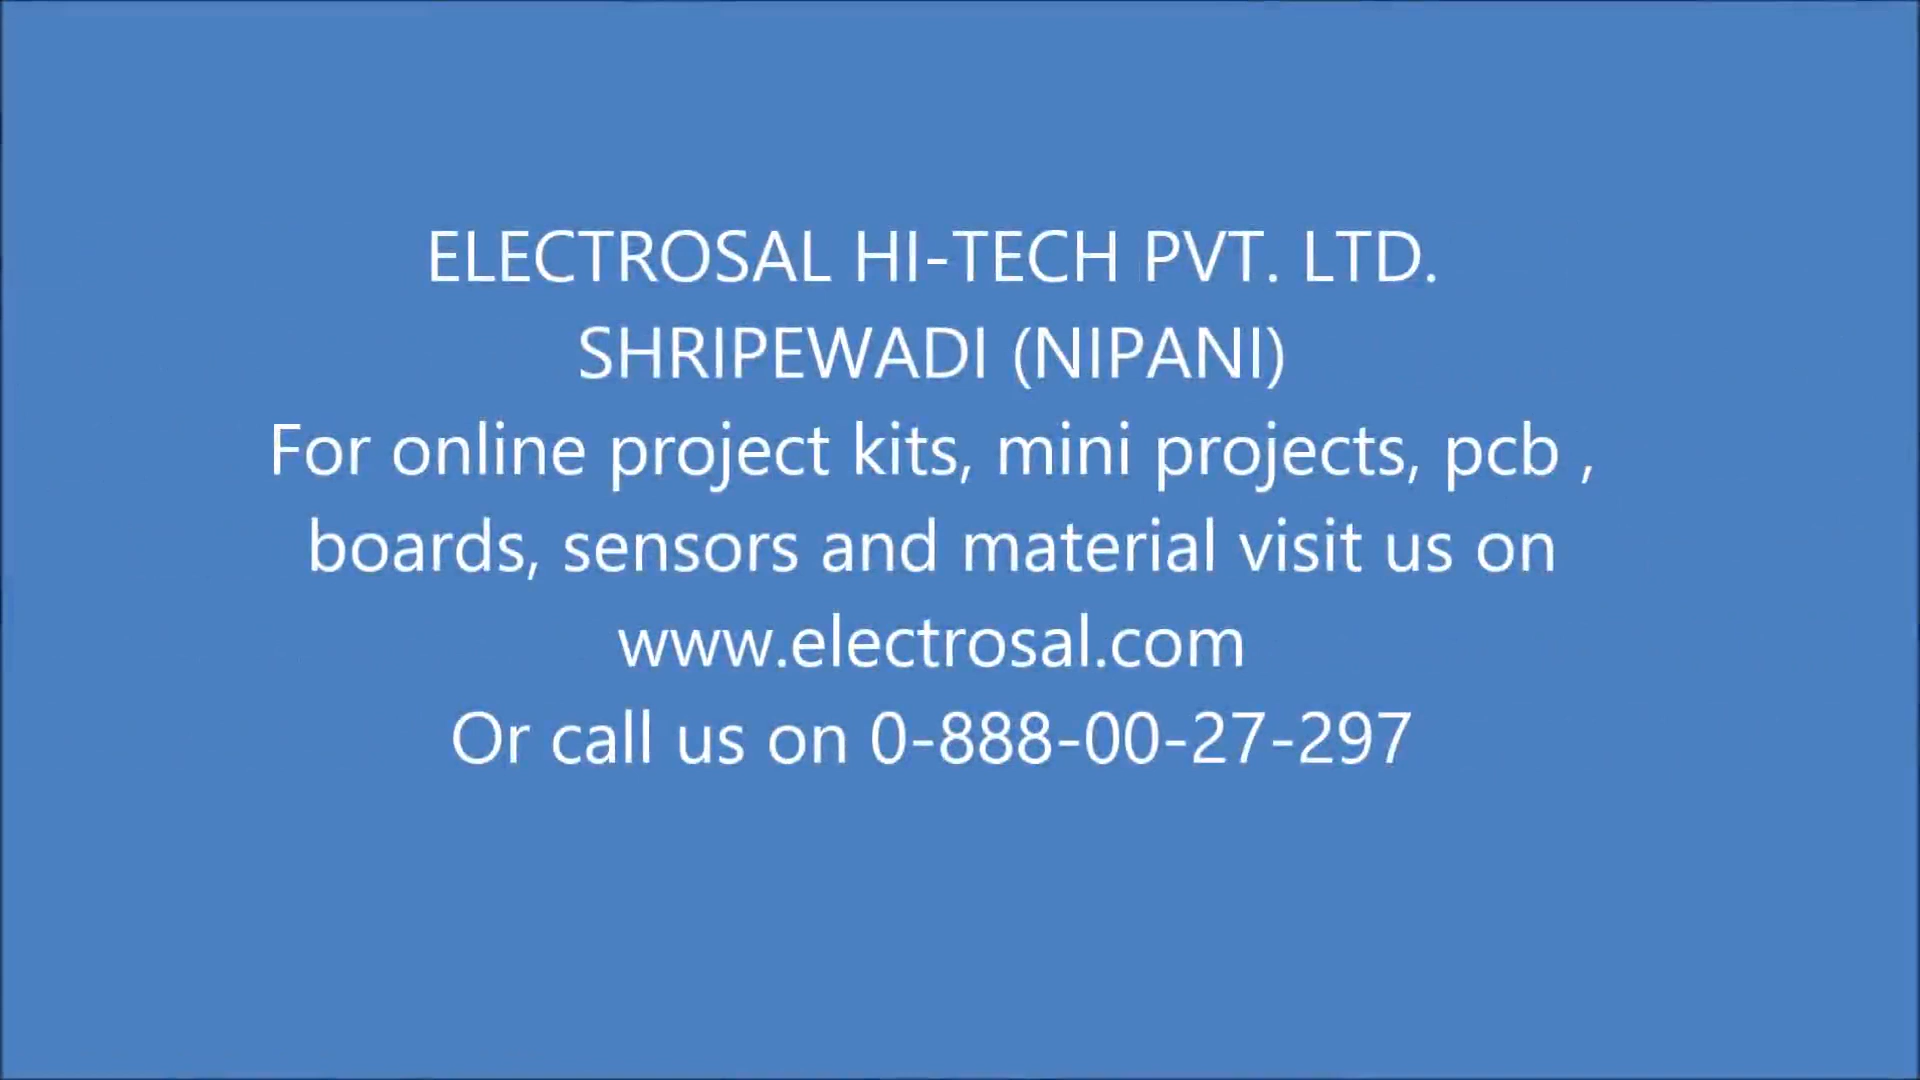 ELECTROSAL HI-TECH PVT. LTD.
SHRIPEWADI (NIPANI)
For online project kits, mini projects, pcb ,
boards, sensors and material visit us on
www.electrosal.com
Or call us on 0-888-00-27-297